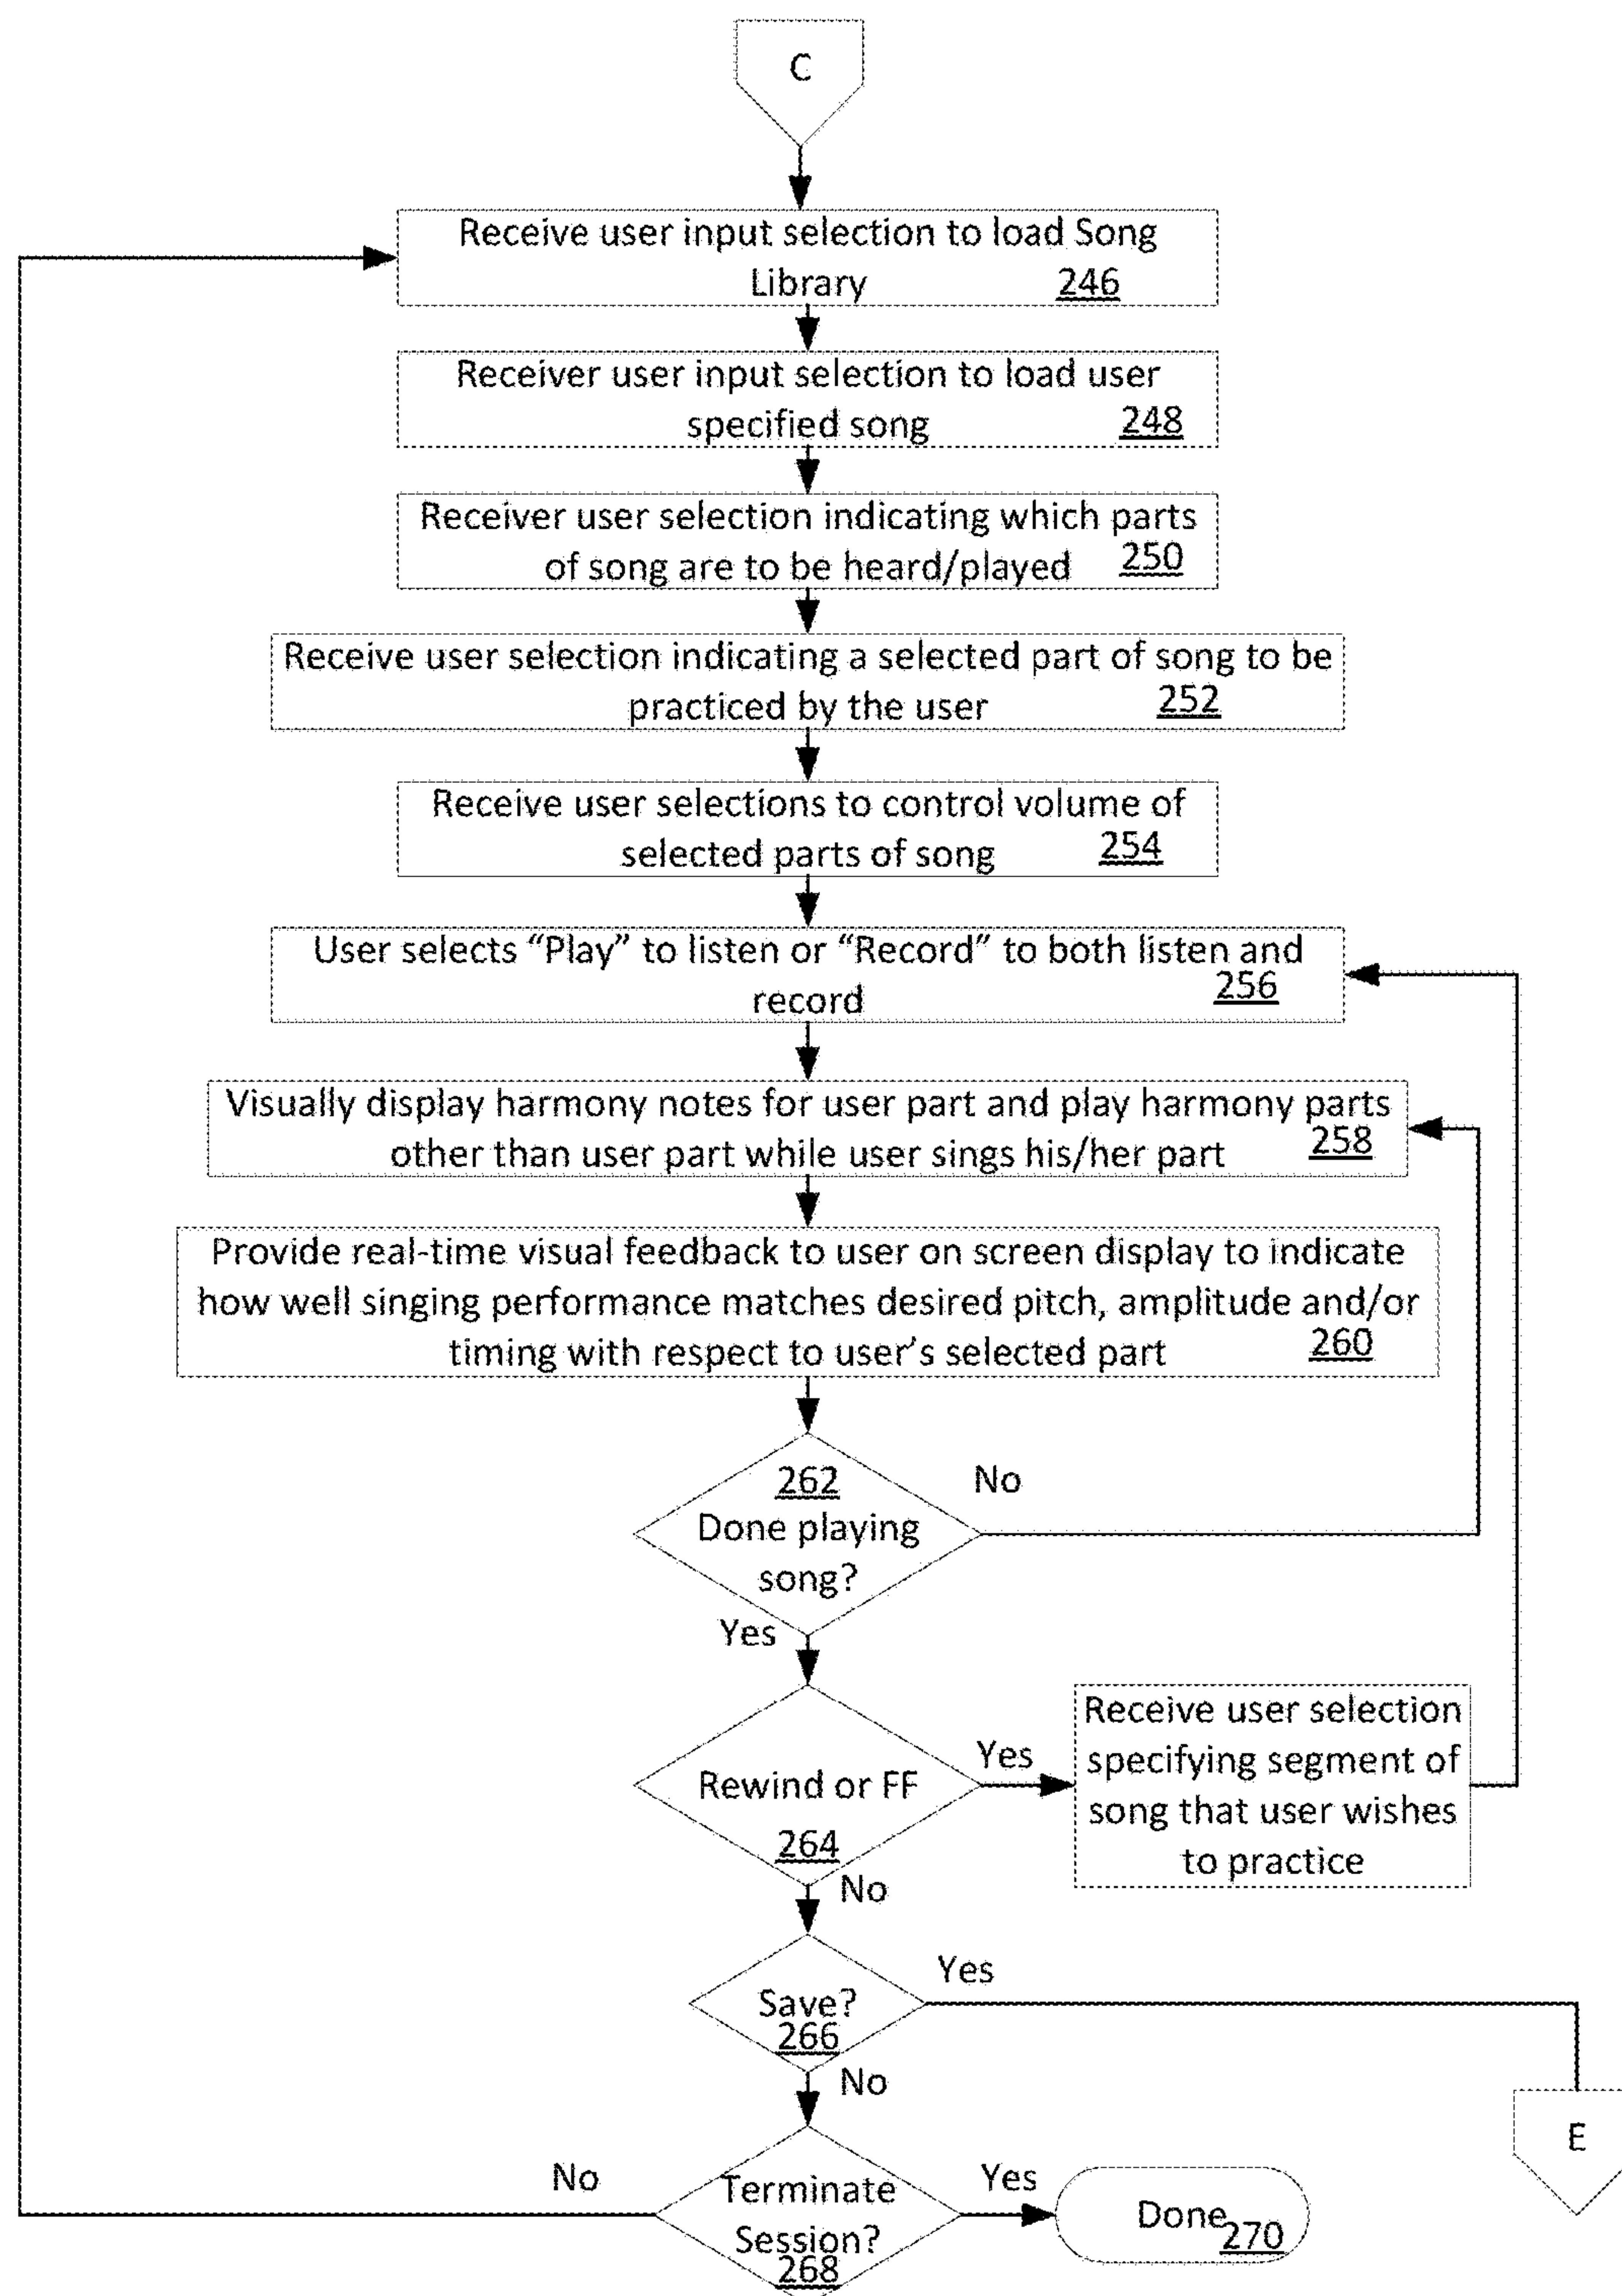 C
Receive user input selection to load Song
Library 246
Receiver user input selection to load user
specified song 248
Receiver user selection indicating which parts
of song are to be heard/played 250
Receive user selection indicating a selected part of song to be
practiced by the user 252
Receive user selections to control volume of
selected parts of song 254
User selects “Play” to listen or “Record” to both listen and
record 256
Visually display harmony notes for user part and play harmony parts
other than user part while user sings his/her part 258
Provide real-time visual feedback to user on screen display to indicate
how well singing performance matches desired pitch, amplitude and/or
timing with respect to user’s selected part 260
262
Done playing
song?
No
Yes
Rewind or FF
264
Yes
Receive user selection
specifying segment of
song that user wishes
to practice
No
Save?
266
Yes
E
No
Terminate
Session?
268
No
Yes
Done 270